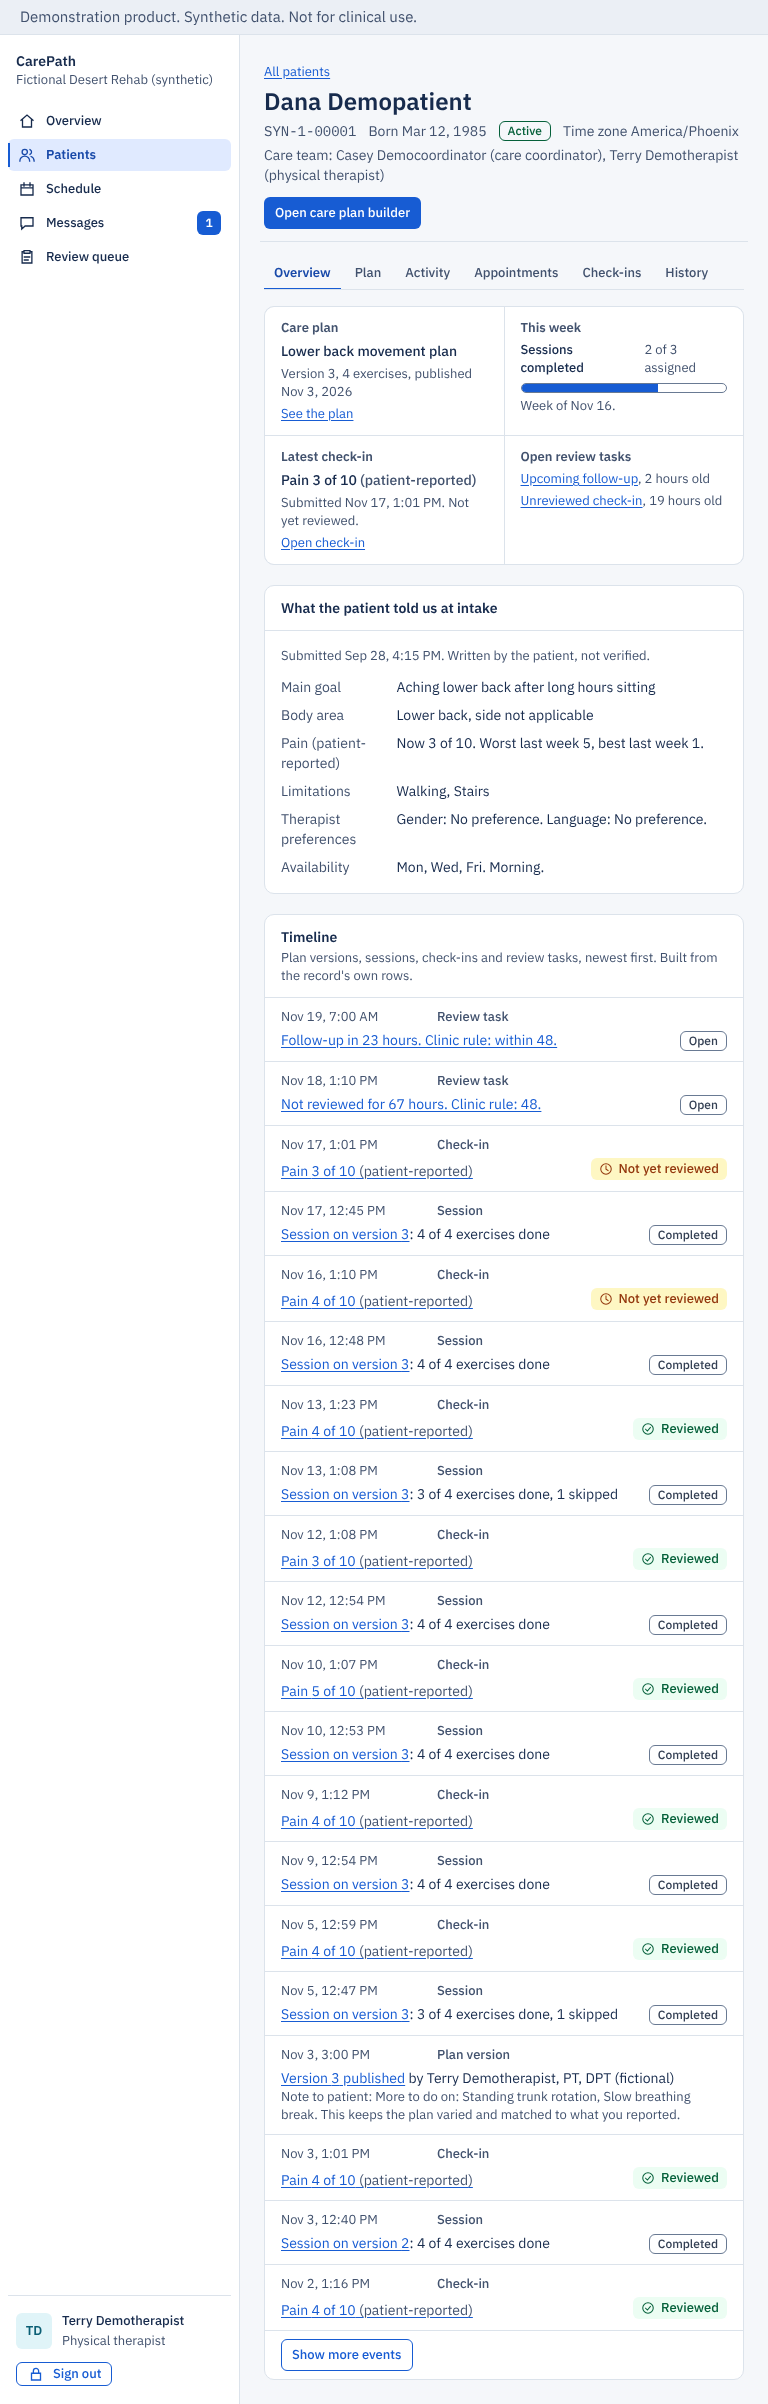 Demonstration product. Synthetic data. Not for clinical use.
CarePath
Fictional Desert Rehab (synthetic)
Overview
Patients
Schedule
Messages
1
Review queue
All patients
Dana Demopatient
SYN-1-00001 Born Mar 12, 1985 Active Time zone America/Phoenix
Care team: Casey Democoordinator (care coordinator), Terry Demotherapist
(physical therapist)
Open care plan builder
Overview Plan Activity Appointments Check-ins History
Care plan
Lower back movement plan
Version 3, 4 exercises, published
Nov 3, 2026
See the plan
This week
Sessions
completed
2 of 3
assigned
Week of Nov 16.
Latest check-in
Pain 3 of 10 (patient-reported)
Submitted Nov 17, 1:01 PM. Not
yet reviewed.
Open check-in
Open review tasks
Upcoming follow-up, 2 hours old
Unreviewed check-in, 19 hours old
What the patient told us at intake
Submitted Sep 28, 4:15 PM. Written by the patient, not verified.
Main goal Aching lower back after long hours sitting
Body area Lower back, side not applicable
Pain (patient-
reported)
Now 3 of 10. Worst last week 5, best last week 1.
Limitations Walking, Stairs
Therapist
preferences
Gender: No preference. Language: No preference.
Availability Mon, Wed, Fri. Morning.
Timeline
Plan versions, sessions, check-ins and review tasks, newest first. Built from
the record's own rows.
Nov 19, 7:00 AM Review task
Follow-up in 23 hours. Clinic rule: within 48. Open
Nov 18, 1:10 PM Review task
Not reviewed for 67 hours. Clinic rule: 48. Open
Nov 17, 1:01 PM Check-in
Pain 3 of 10 (patient-reported) Not yet reviewed
Nov 17, 12:45 PM Session
Session on version 3: 4 of 4 exercises done Completed
Nov 16, 1:10 PM Check-in
Pain 4 of 10 (patient-reported) Not yet reviewed
Nov 16, 12:48 PM Session
Session on version 3: 4 of 4 exercises done Completed
Nov 13, 1:23 PM Check-in
Pain 4 of 10 (patient-reported) Reviewed
Nov 13, 1:08 PM Session
Session on version 3: 3 of 4 exercises done, 1 skipped Completed
Nov 12, 1:08 PM Check-in
Pain 3 of 10 (patient-reported) Reviewed
Nov 12, 12:54 PM Session
Session on version 3: 4 of 4 exercises done Completed
Nov 10, 1:07 PM Check-in
Pain 5 of 10 (patient-reported) Reviewed
Nov 10, 12:53 PM Session
Session on version 3: 4 of 4 exercises done Completed
Nov 9, 1:12 PM Check-in
Pain 4 of 10 (patient-reported) Reviewed
Nov 9, 12:54 PM Session
Session on version 3: 4 of 4 exercises done Completed
Nov 5, 12:59 PM Check-in
Pain 4 of 10 (patient-reported) Reviewed
Nov 5, 12:47 PM Session
Session on version 3: 3 of 4 exercises done, 1 skipped Completed
Nov 3, 3:00 PM Plan version
Version 3 published by Terry Demotherapist, PT, DPT (fictional)
Note to patient: More to do on: Standing trunk rotation, Slow breathing
break. This keeps the plan varied and matched to what you reported.
Nov 3, 1:01 PM Check-in
Pain 4 of 10 (patient-reported) Reviewed
Nov 3, 12:40 PM Session
Session on version 2: 4 of 4 exercises done Completed
Nov 2, 1:16 PM Check-in
Pain 4 of 10 (patient-reported) Reviewed
Show more events
TD
Terry Demotherapist
Physical therapist
Sign out